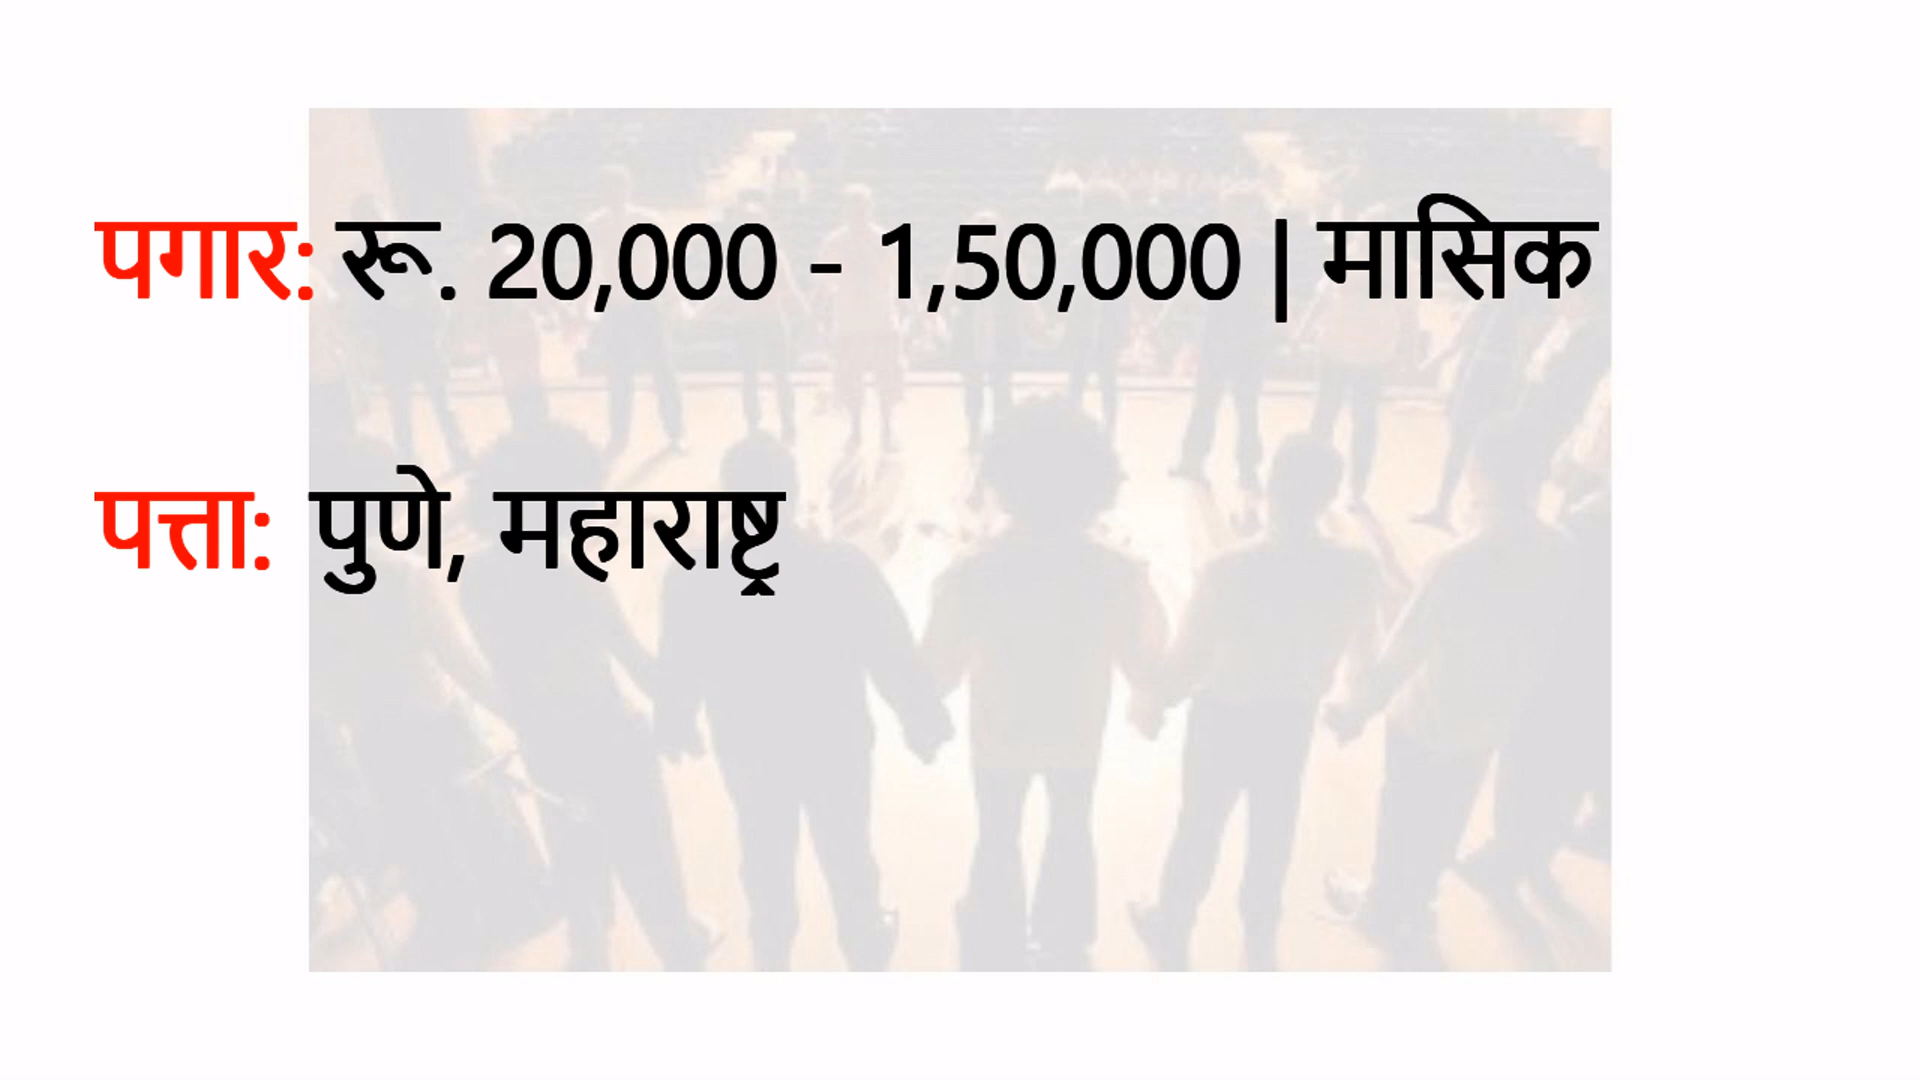 पगार: रू. 20,000 - 1,50,000 | मासिक
पत्ता: पुणे, महाराष्ट्र